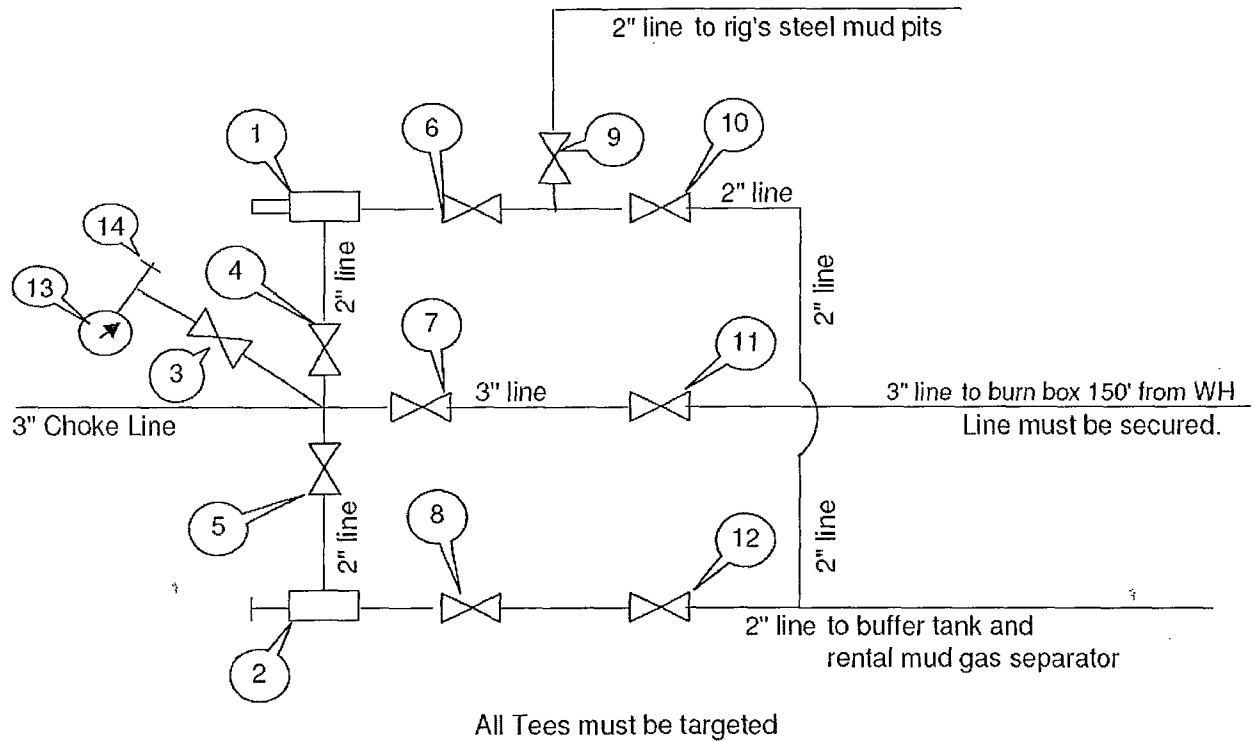 2" line to rig's steel mud pits
1
6
9
10
2" line
14
4
2" line
2" line
13
7
11
3
3" line
3" line to burn box 150' from WH
3" Choke Line
Line must be secured.
5
8
12
2" line
2" line
2
2" line to buffer tank and
rental mud gas separator
All Tees must be targeted